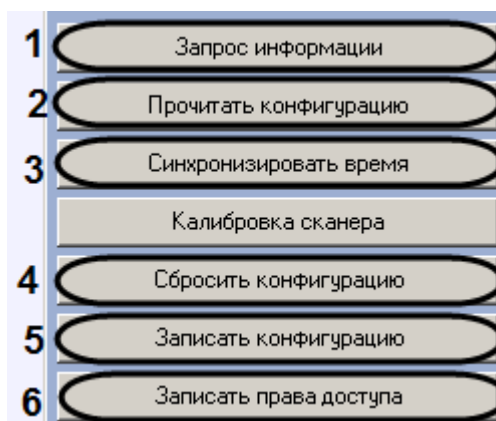 1 Запрос информации
2 Прочитать конфигурацию
3 Синхронизировать время
Калибровка сканера
4 Сбросить конфигурацию
5 Записать конфигурацию
6 Записать права доступа